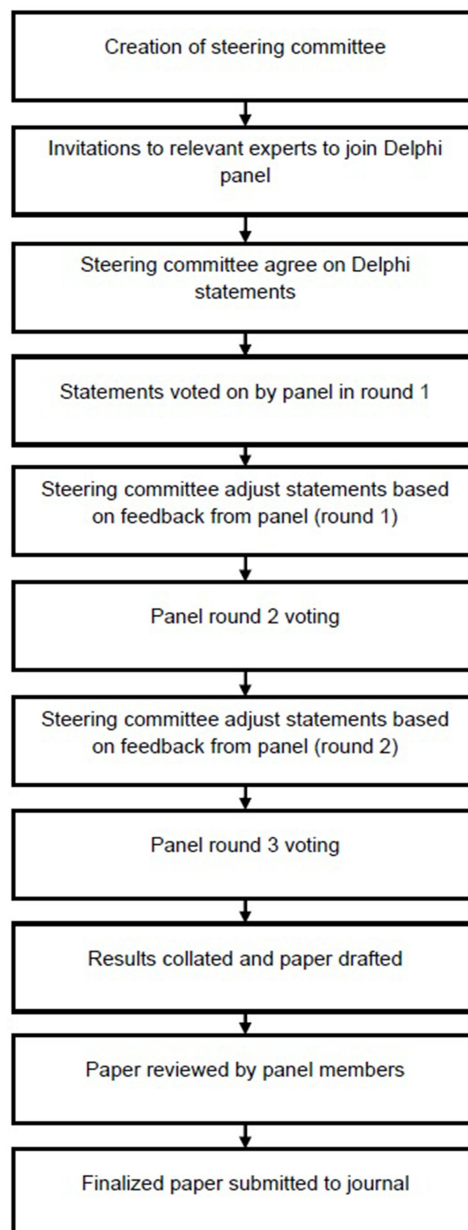 Creation of steering committee
Invitations to relevant experts to join Delphi
panel
Steering committee agree on Delphi
statements
Statements voted on by panel in round 1
Steering committee adjust statements based
on feedback from panel (round 1)
Panel round 2 voting
Steering committee adjust statements based
on feedback from panel (round 2)
Panel round 3 voting
Results collated and paper drafted
Paper reviewed by panel members
Finalized paper submitted to journal